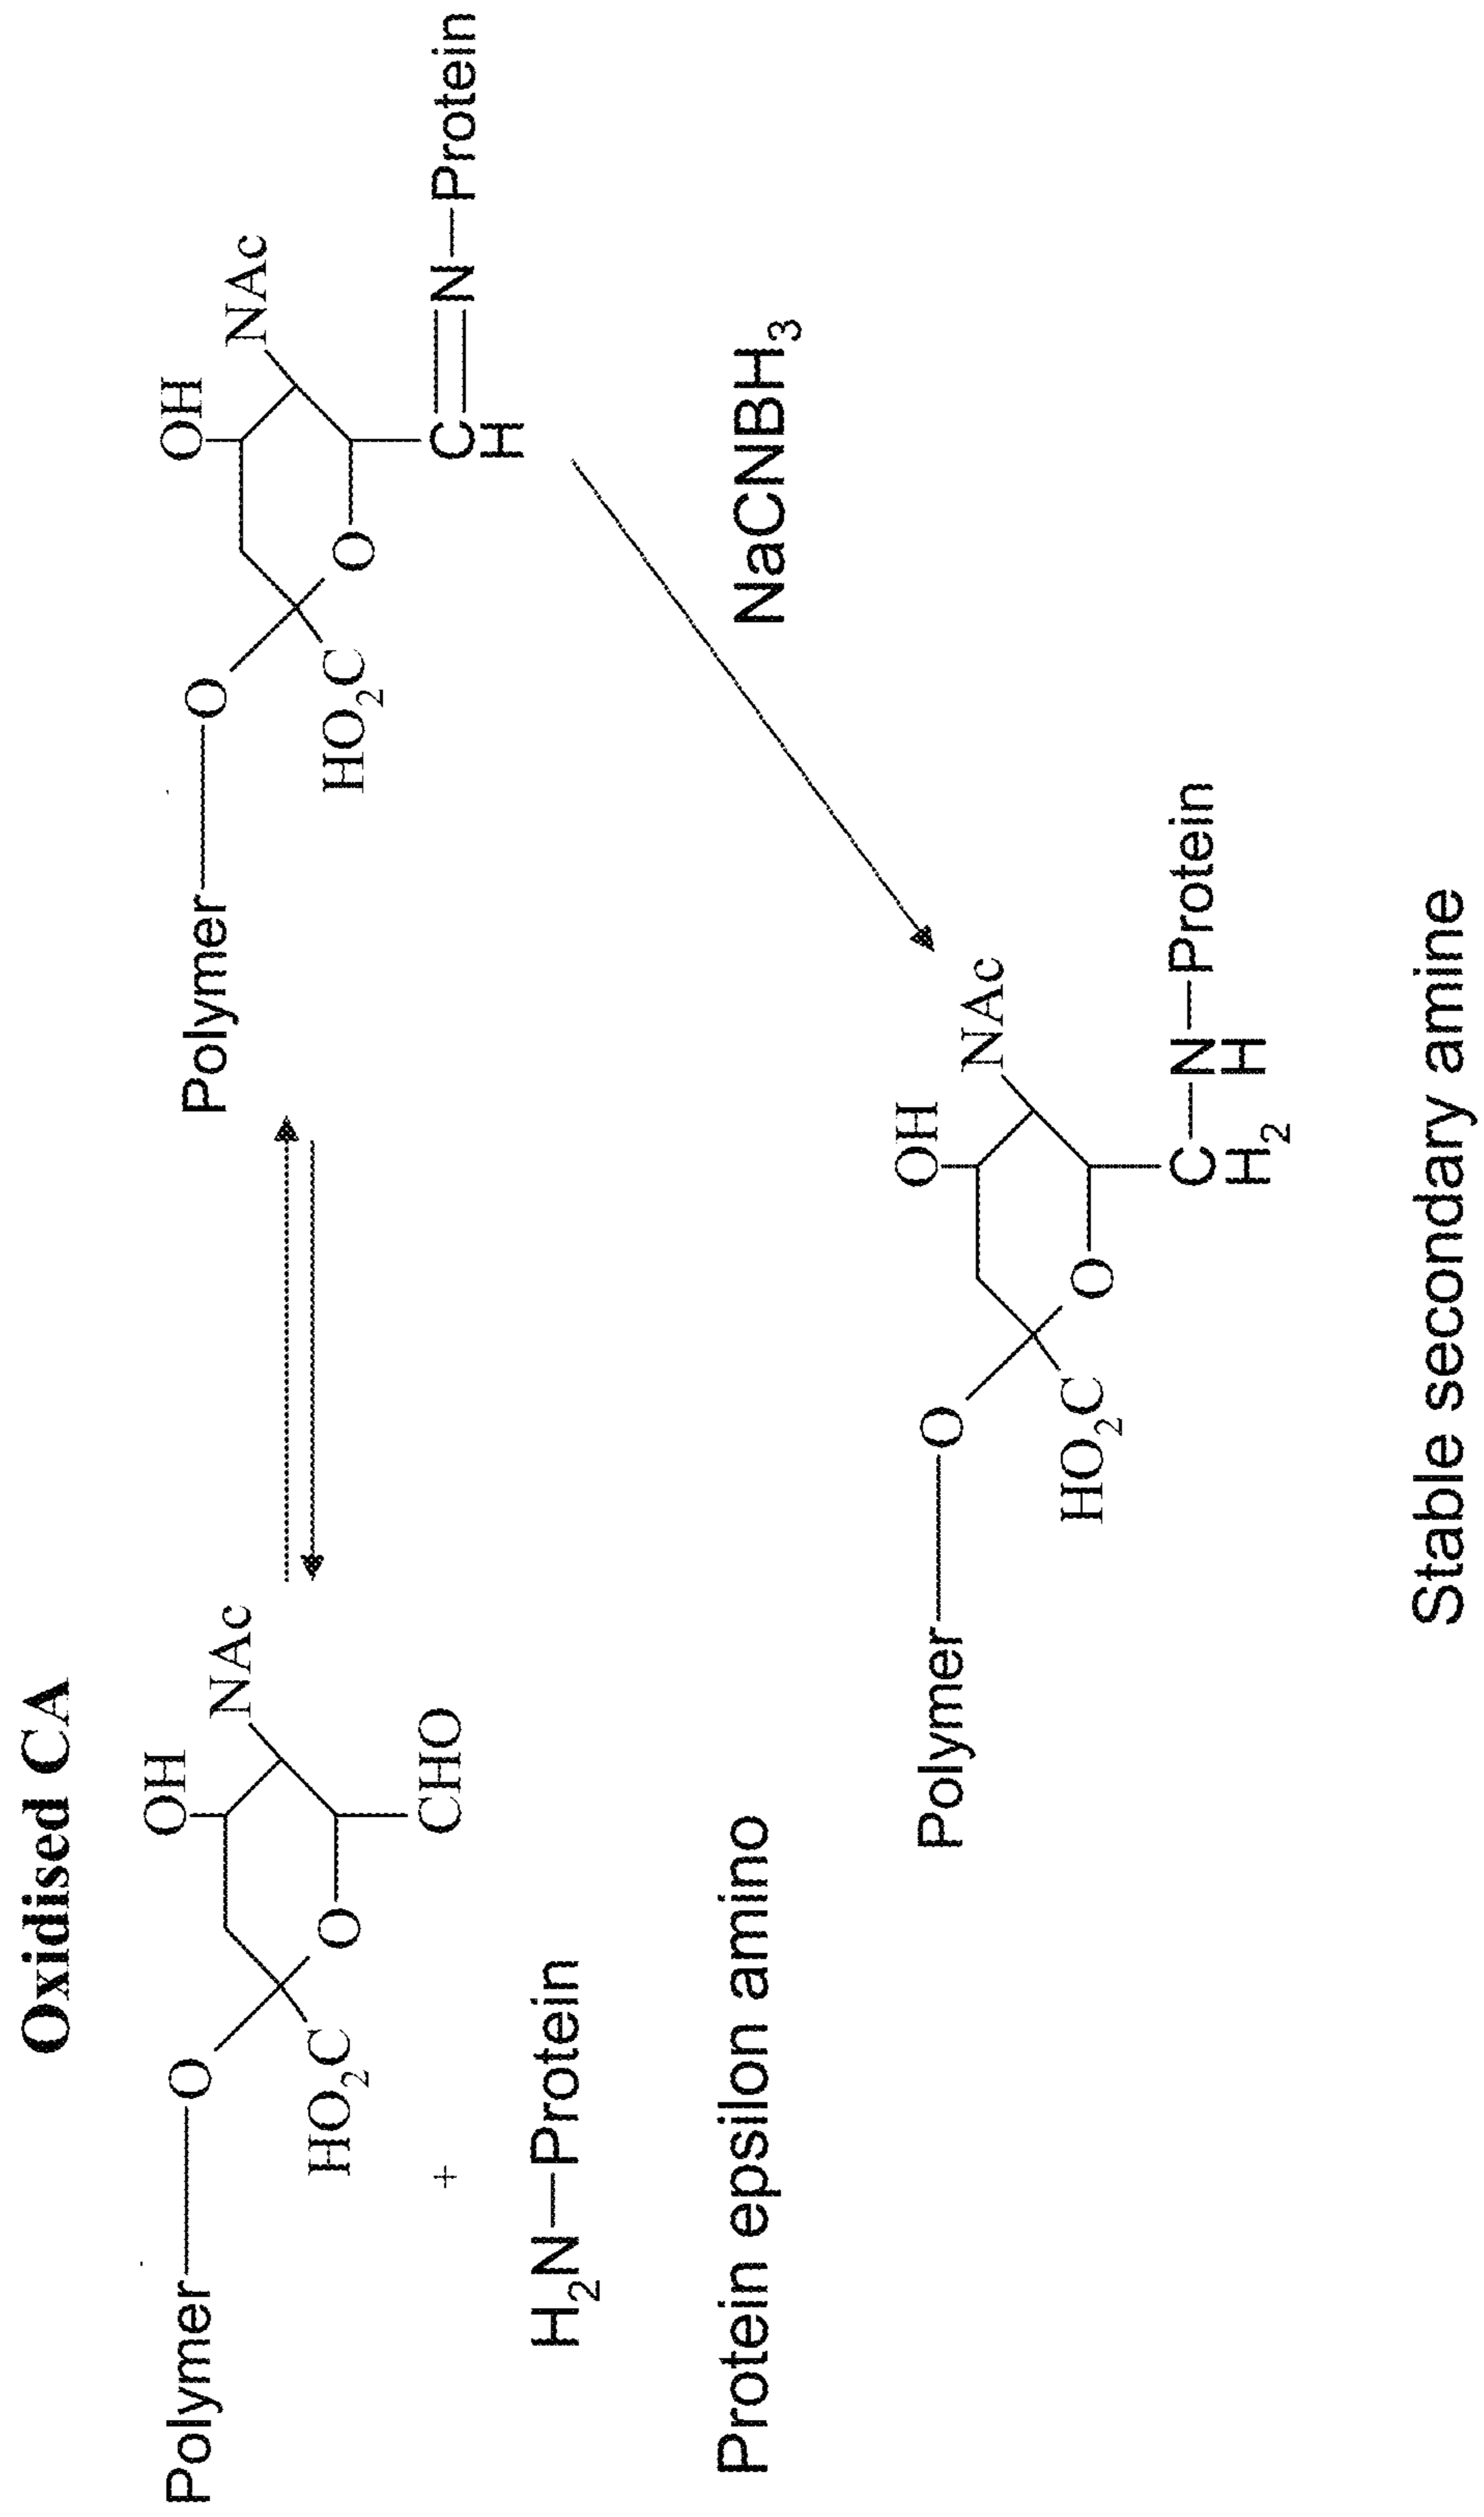 Oxidised CA
Polymer
O
HO2C
O
OH
NAc
CHO
+
H2N—Protein
Protein epsilon amino
Polymer
O
HO2C
O
OH
NAc
CH=N—Protein
NaCNBH3
Polymer
O
HO2C
O
OH
NAc
C—N—Protein
H2 H
Stable secondary amine